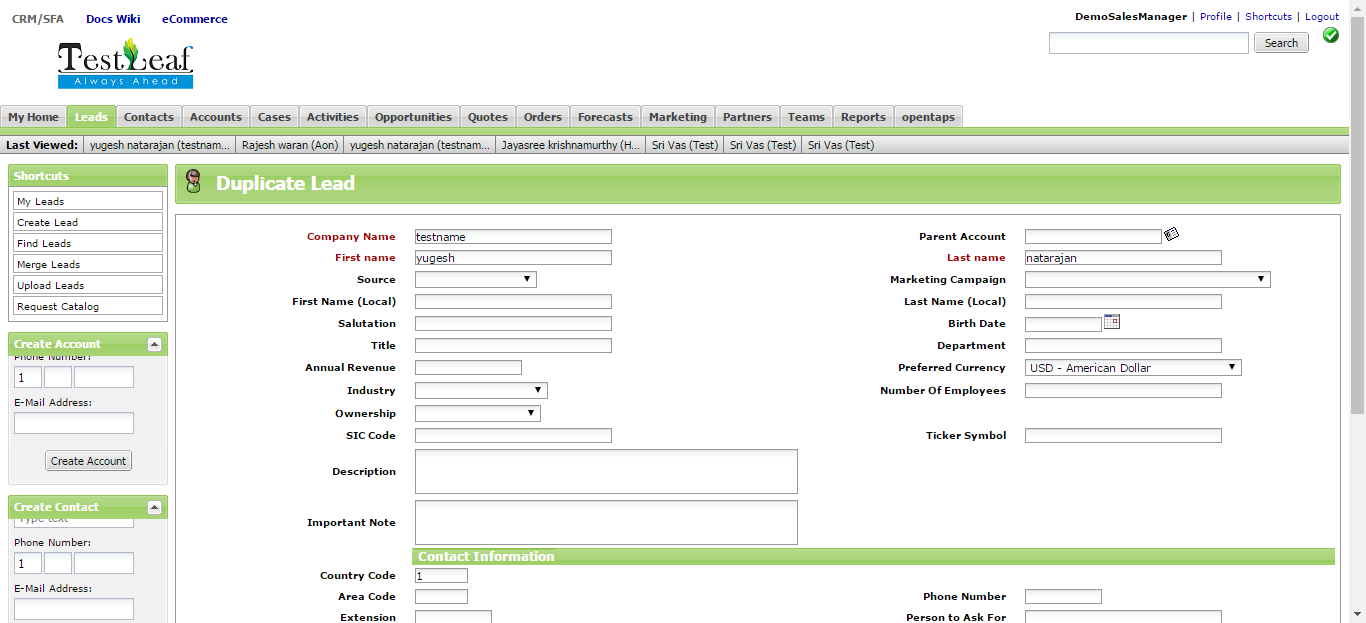 CRM/SFA Docs Wiki eCommerce
DemoSalesManager | Profile | Shortcuts | Logout
TestLeaf
Always Ahead
Search
My Home Leads Contacts Accounts Cases Activities Opportunities Quotes Orders Forecasts Marketing Partners Teams Reports opentaps
Last Viewed: yugesh natarajan (testnam... Rajesh waran (Aon) yugesh natarajan (testnam... Jayasree krishnamurthy (H... Sri Vas (Test) Sri Vas (Test) Sri Vas (Test)
Shortcuts
My Leads
Create Lead
Find Leads
Merge Leads
Upload Leads
Request Catalog
Create Account
Phone Number:
1
E-Mail Address:
Create Account
Create Contact
Type text
Phone Number:
1
E-Mail Address:
Duplicate Lead
Company Name testname Parent Account
First name yugesh Last name natarajan
Source Marketing Campaign
First Name (Local) Last Name (Local)
Salutation Birth Date
Title Department
Annual Revenue Preferred Currency USD - American Dollar
Industry Number Of Employees
Ownership
SIC Code Ticker Symbol
Description
Important Note
Contact Information
Country Code 1
Area Code Phone Number
Extension Person to Ask For